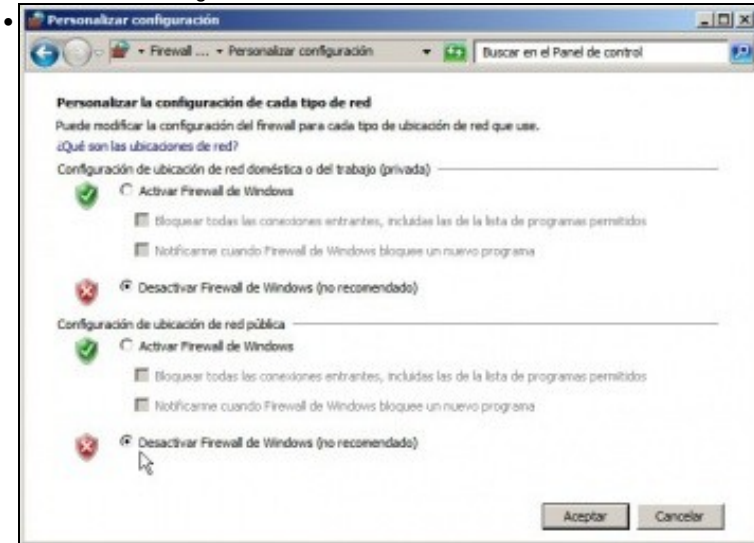 Personalizar configuración
Firewall ... Personalizar configuración Buscar en el Panel de control
Personalizar la configuración de cada tipo de red
Puede modificar la configuración del firewall para cada tipo de ubicación de red que use.
¿Qué son las ubicaciones de red?
Configuración de ubicación de red doméstica o del trabajo (privada)
Activar Firewall de Windows
Bloquear todas las conexiones entrantes, incluidas las de la lista de programas permitidos
Notificarme cuando Firewall de Windows bloquee un nuevo programa
Desactivar Firewall de Windows (no recomendado)
Configuración de ubicación de red pública
Activar Firewall de Windows
Bloquear todas las conexiones entrantes, incluidas las de la lista de programas permitidos
Notificarme cuando Firewall de Windows bloquee un nuevo programa
Desactivar Firewall de Windows (no recomendado)
Aceptar Cancelar